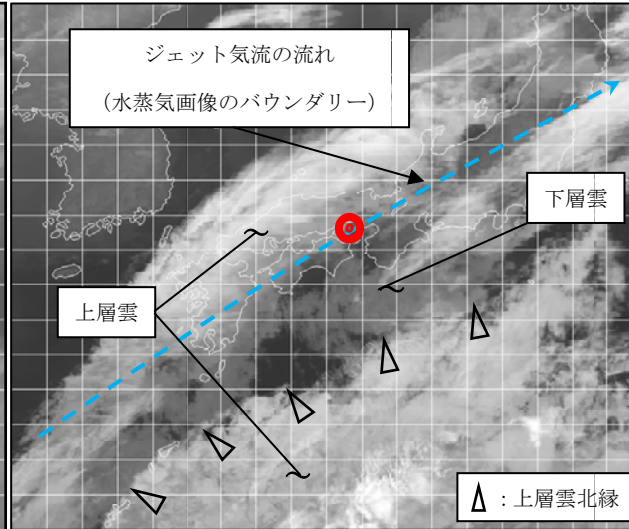 ジェット気流の流れ
（水蒸気画像のバウンダリー）
下層雲
上層雲
：上層雲北縁